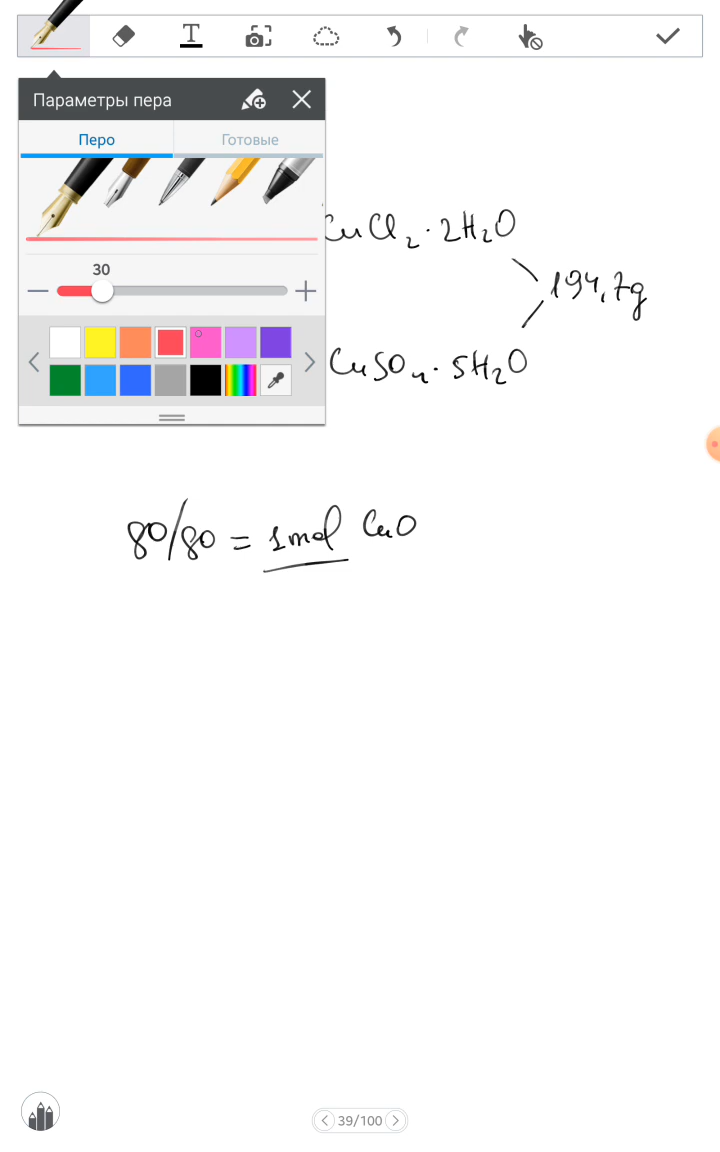 T
Параметры пера
Перо
Готовые
30
CuCl2·2H2O
194,7g
CuSO4·5H2O
80/80 = 1mol CuO
39/100